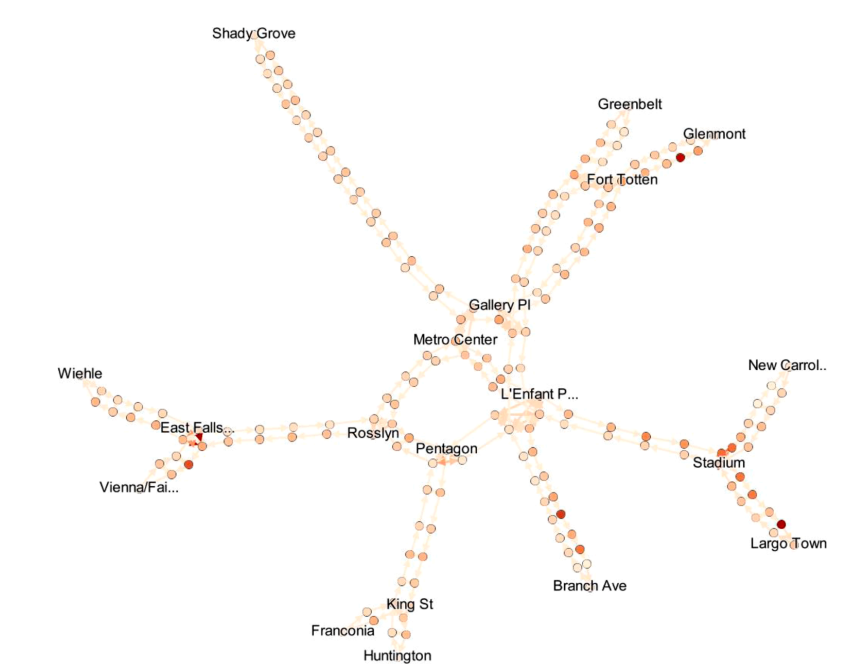 Shady Grove
Greenbelt
Glenmont
Fort Totten
Gallery Pl
Metro Center
New Carrol..
Wiehle
L'Enfant P...
East Falls...
Rosslyn
Pentagon
Stadium
Vienna/Fai...
Largo Town
Branch Ave
King St
Franconia
Huntington